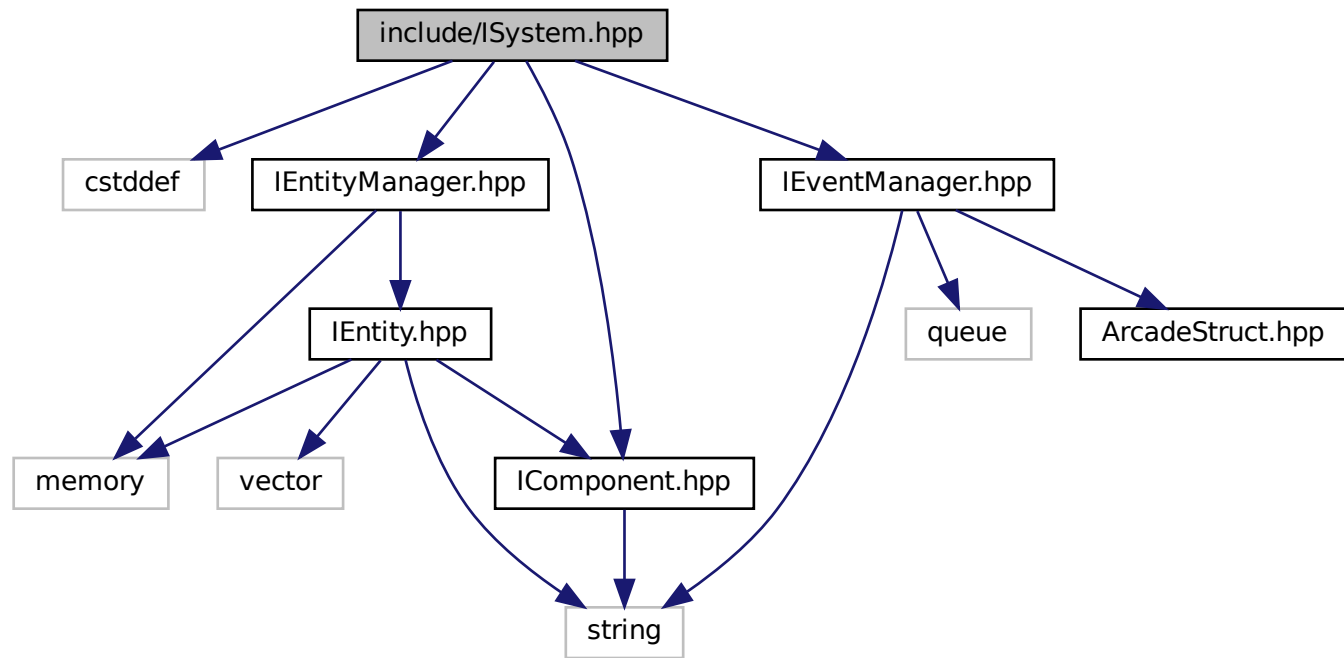 include/ISystem.hpp
cstddef
IEntityManager.hpp
IEventManager.hpp
IEntity.hpp
queue
ArcadeStruct.hpp
memory
vector
IComponent.hpp
string